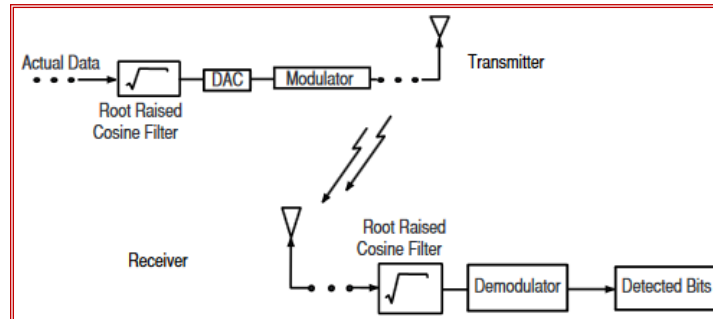 Actual Data
DAC
Modulator
Transmitter
Root Raised
Cosine Filter
Root Raised
Cosine Filter
Receiver
Demodulator
Detected Bits